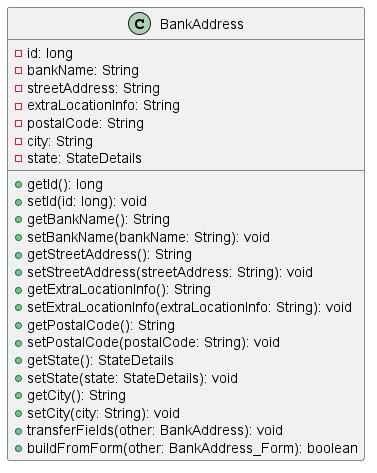 C BankAddress
id: long
bankName: String
streetAddress: String
extraLocationInfo: String
postalCode: String
city: String
state: StateDetails
getId(): long
setId(id: long): void
getBankName(): String
setBankName(bankName: String): void
getStreetAddress(): String
setStreetAddress(streetAddress: String): void
getExtraLocationInfo(): String
setExtraLocationInfo(extraLocationInfo: String): void
getPostalCode(): String
setPostalCode(postalCode: String): void
getState(): StateDetails
setState(state: StateDetails): void
getCity(): String
setCity(city: String): void
transferFields(other: BankAddress): void
buildFromForm(other: BankAddress_Form): boolean